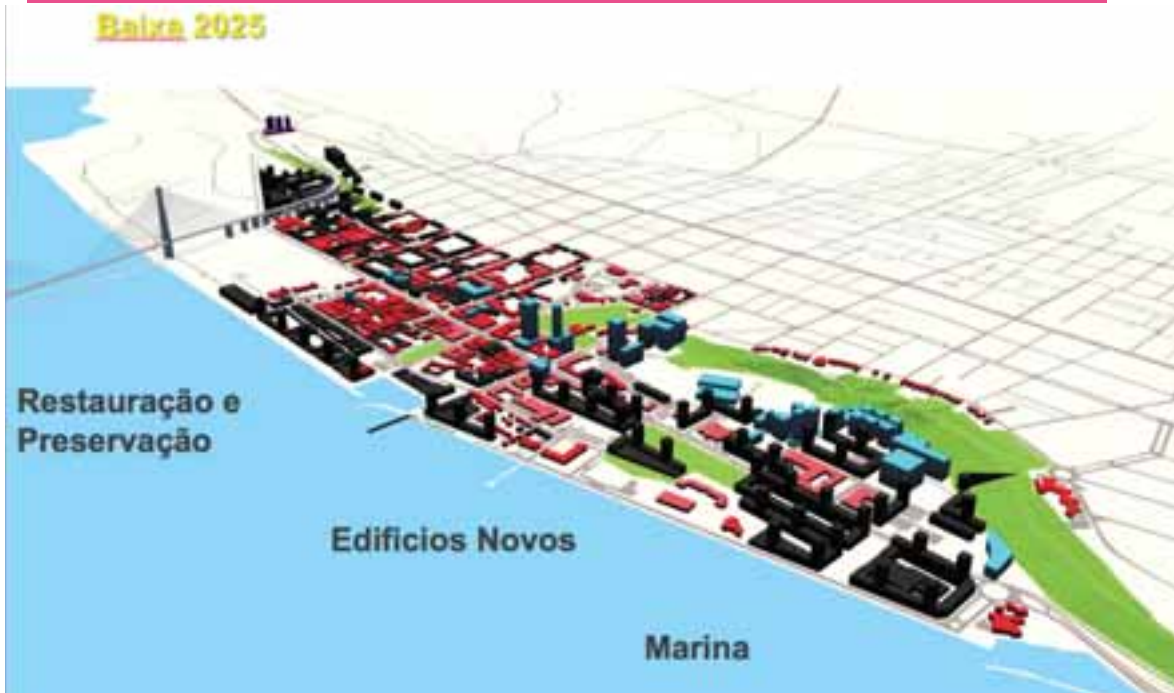 Baixa 2025
Restauração e
Preservação
Edificios Novos
Marina